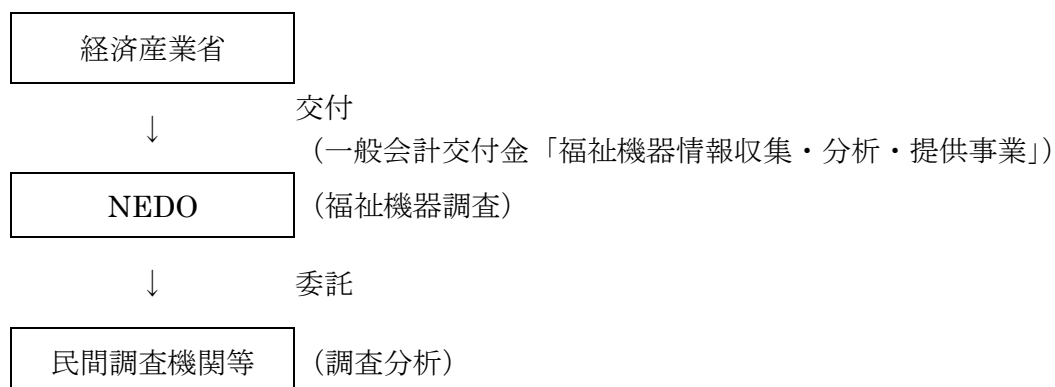 経済産業省
↓
交付
（一般会計交付金「福祉機器情報収集・分析・提供事業」）
NEDO
（福祉機器調査）
↓
委託
民間調査機関等
（調査分析）